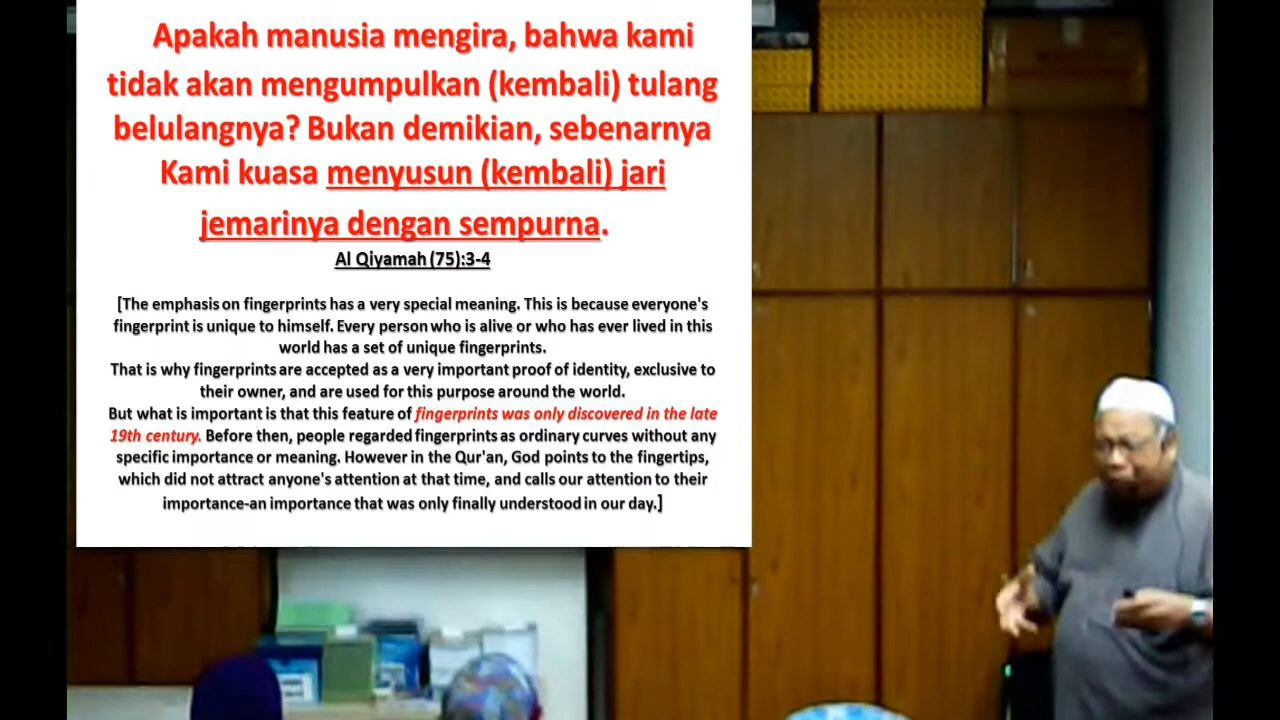 Apakah manusia mengira, bahwa kami
tidak akan mengumpulkan (kembali) tulang
belulangnya? Bukan demikian, sebenarnya
Kami kuasa menyusun (kembali) jari
jemarinya dengan sempurna.
Al Qiyamah (75):3-4
[The emphasis on fingerprints has a very special meaning. This is because everyone's
fingerprint is unique to himself. Every person who is alive or who has ever lived in this
world has a set of unique fingerprints.
That is why fingerprints are accepted as a very important proof of identity, exclusive to
their owner, and are used for this purpose around the world.
But what is important is that this feature of fingerprints was only discovered in the late
19th century. Before then, people regarded fingerprints as ordinary curves without any
specific importance or meaning. However in the Qur'an, God points to the fingertips,
which did not attract anyone's attention at that time, and calls our attention to their
importance-an importance that was only finally understood in our day.]